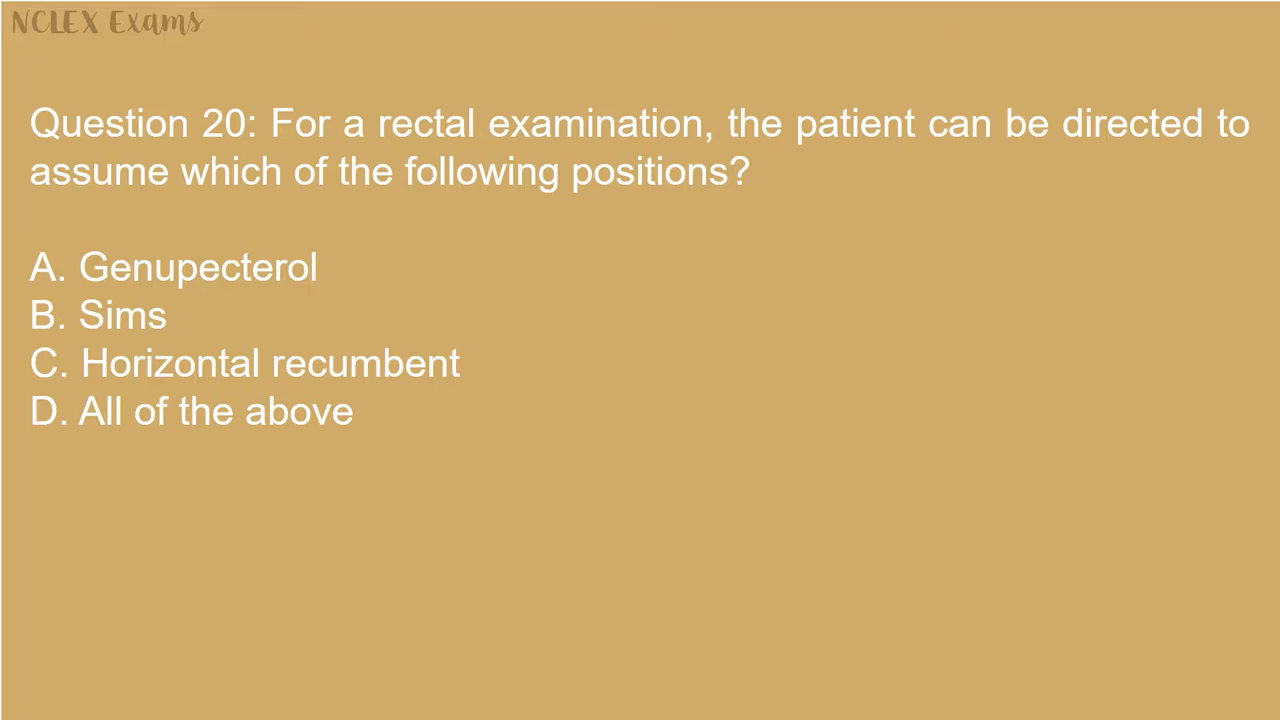 NCLEX Exams
Question 20: For a rectal examination, the patient can be directed to
assume which of the following positions?
A. Genupecterol
B. Sims
C. Horizontal recumbent
D. All of the above